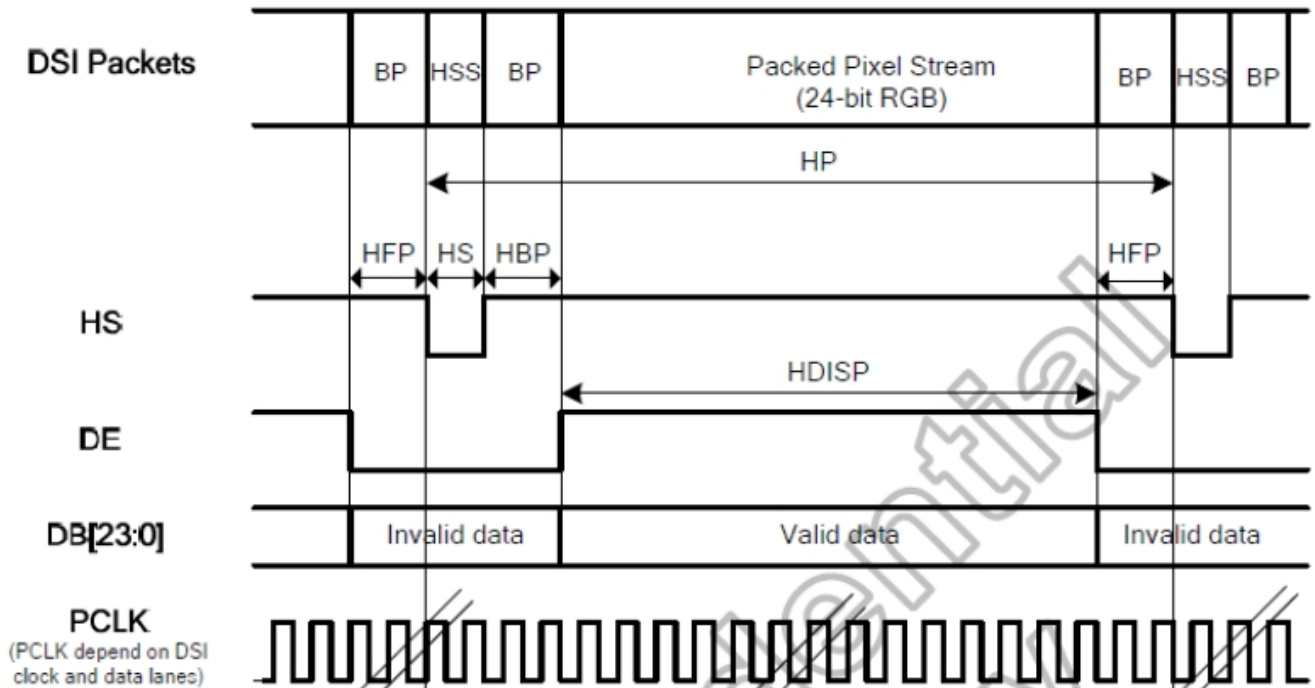 DSI Packets
BP HSS BP
Packed Pixel Stream
(24-bit RGB)
BP HSS BP
HP
HFP HS HBP
HFP
HS
HDISP
DE
DB[23:0]
Invalid data
Valid data
Invalid data
PCLK
(PCLK depend on DSI
clock and data lanes)